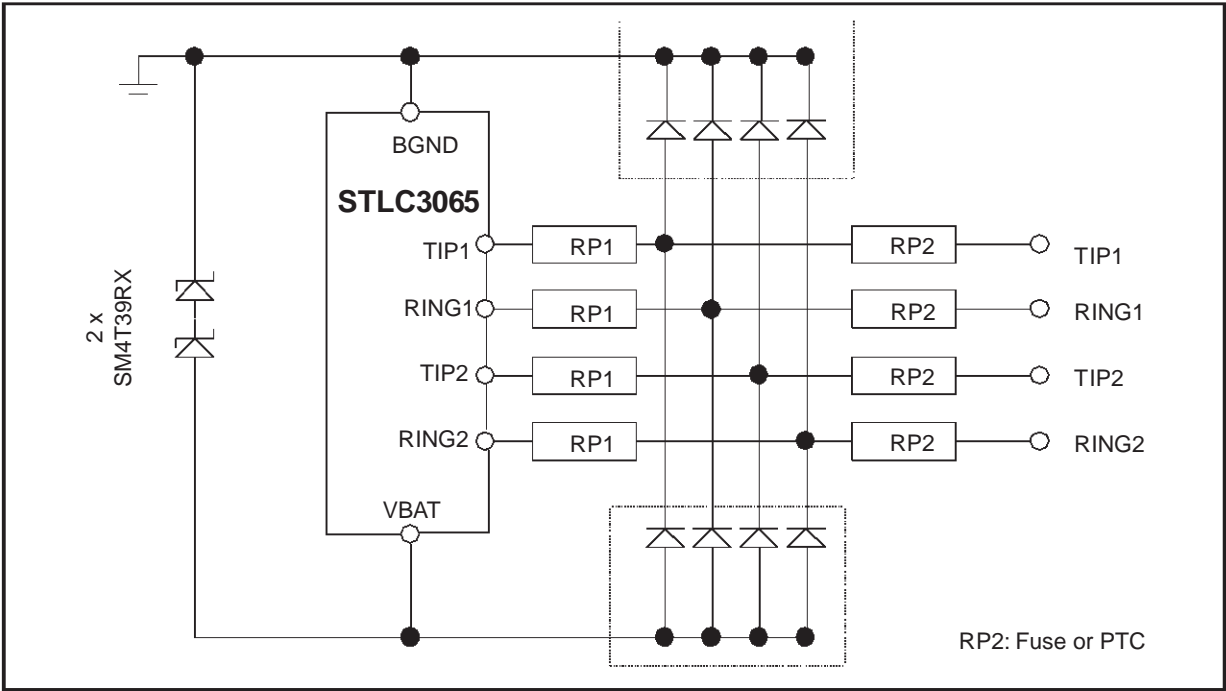 BGND
STLC3065
TIP1 RP1 RP2 TIP1
RING1 RP1 RP2 RING1
TIP2 RP1 RP2 TIP2
RING2 RP1 RP2 RING2
VBAT
2 x
SM4T39RX
RP2: Fuse or PTC